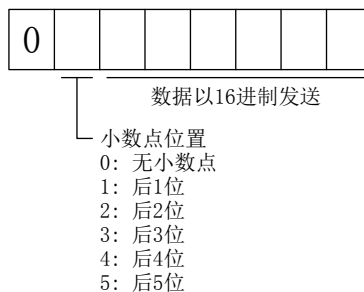 0
数据以16进制发送
小数点位置
0: 无小数点
1: 后1位
2: 后2位
3: 后3位
4: 后4位
5: 后5位